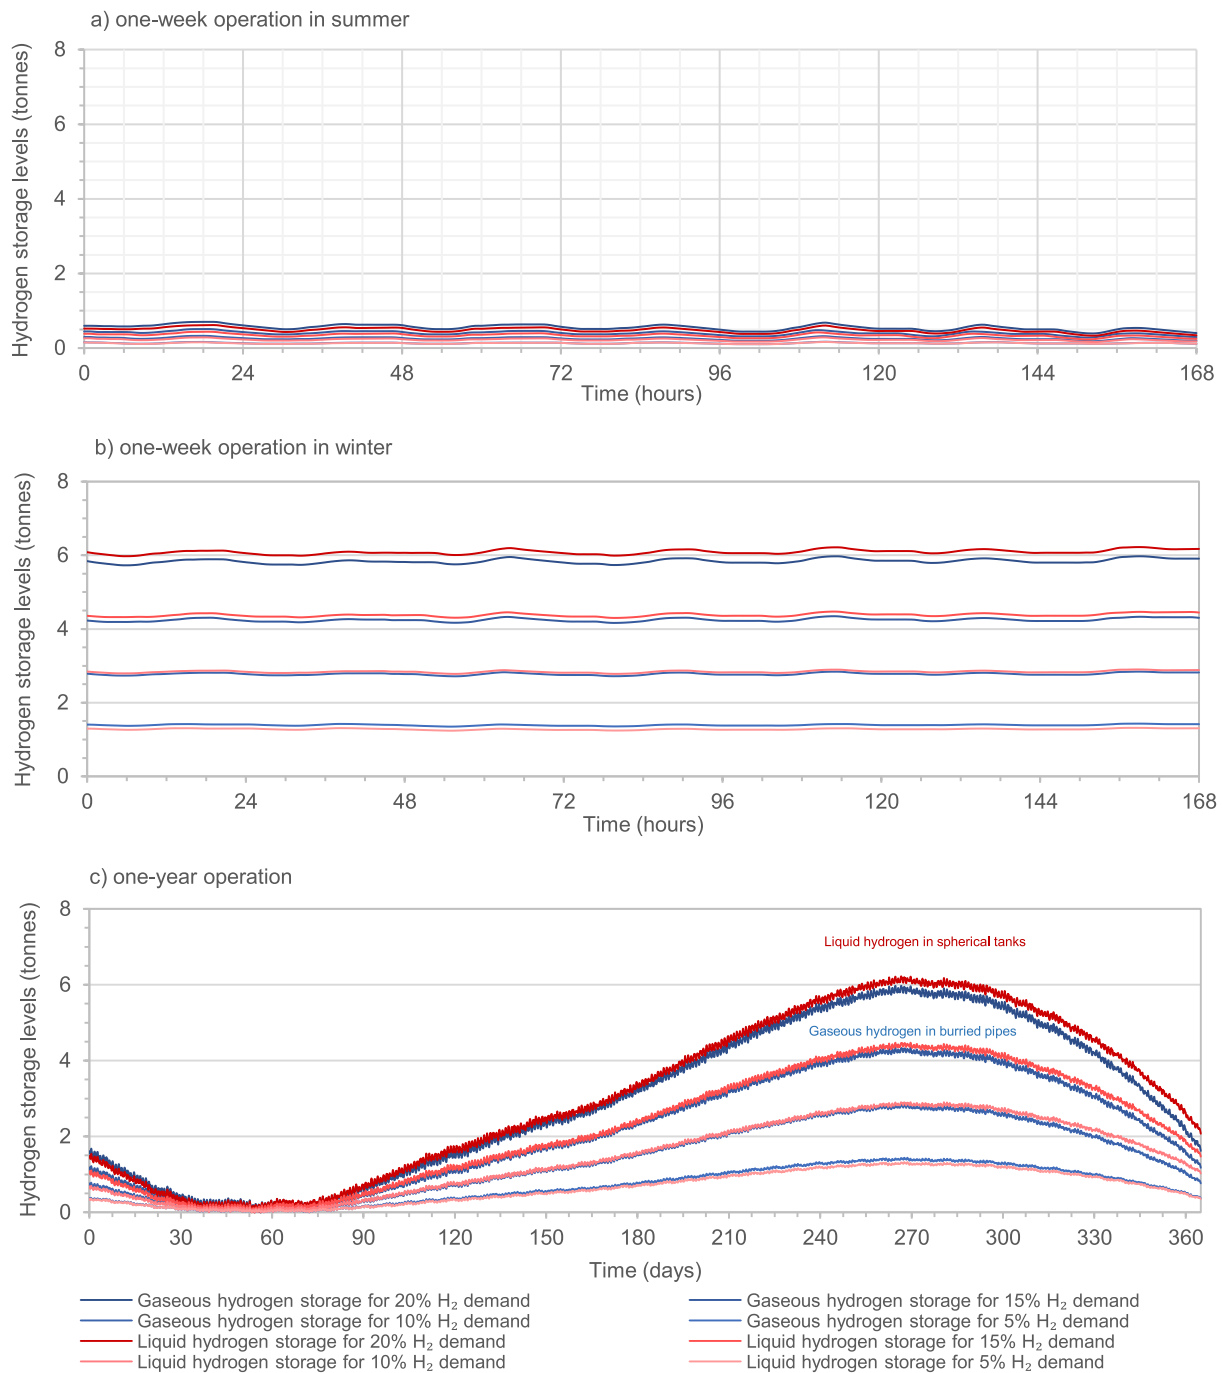 a) one-week operation in summer
Hydrogen storage levels (tonnes)
8
6
4
2
0
0 24 48 72 96 120 144 168
Time (hours)
b) one-week operation in winter
Hydrogen storage levels (tonnes)
8
6
4
2
0
0 24 48 72 96 120 144 168
Time (hours)
c) one-year operation
Hydrogen storage levels (tonnes)
8
6
4
2
0
Liquid hydrogen in spherical tanks
Gaseous hydrogen in burried pipes
0 30 60 90 120 150 180 210 240 270 300 330 360
Time (days)
Gaseous hydrogen storage for 20% H₂ demand
Gaseous hydrogen storage for 15% H₂ demand
Gaseous hydrogen storage for 10% H₂ demand
Gaseous hydrogen storage for 5% H₂ demand
Liquid hydrogen storage for 20% H₂ demand
Liquid hydrogen storage for 15% H₂ demand
Liquid hydrogen storage for 10% H₂ demand
Liquid hydrogen storage for 5% H₂ demand